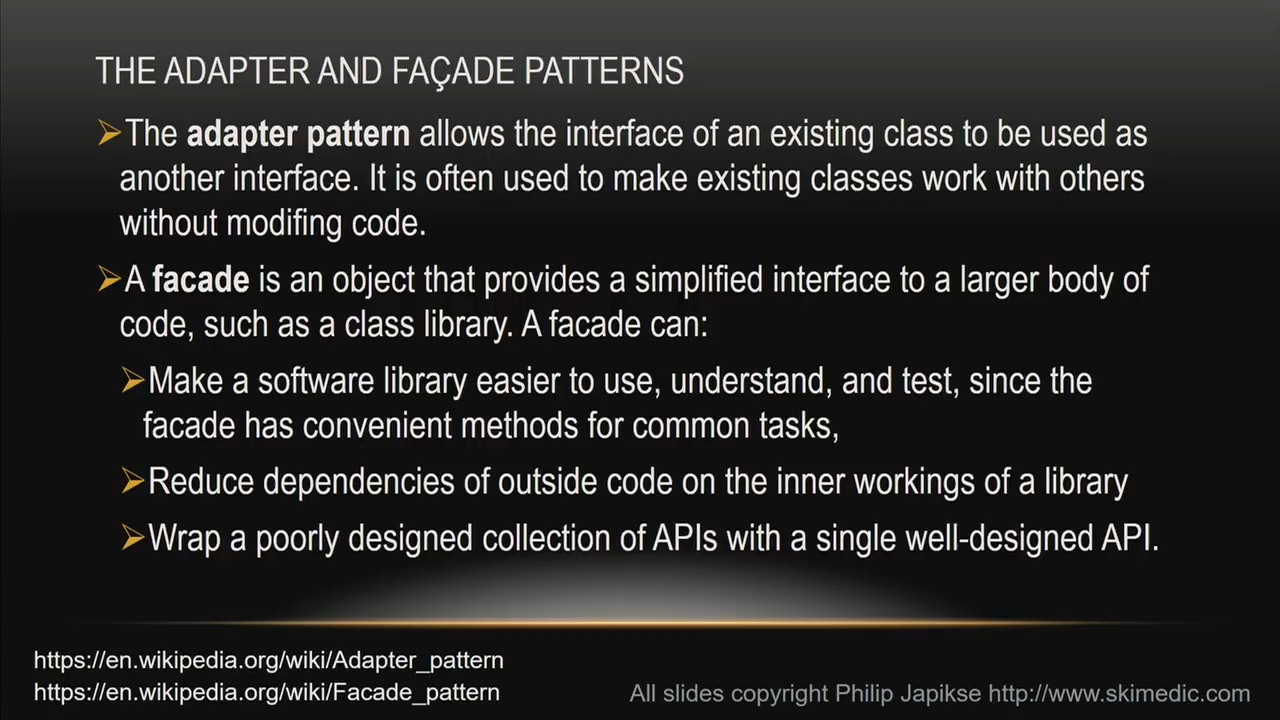 THE ADAPTER AND FAÇADE PATTERNS
The adapter pattern allows the interface of an existing class to be used as
another interface. It is often used to make existing classes work with others
without modifing code.
A facade is an object that provides a simplified interface to a larger body of
code, such as a class library. A facade can:
Make a software library easier to use, understand, and test, since the
facade has convenient methods for common tasks,
Reduce dependencies of outside code on the inner workings of a library
Wrap a poorly designed collection of APIs with a single well-designed API.
https://en.wikipedia.org/wiki/Adapter_pattern
https://en.wikipedia.org/wiki/Facade_pattern
All slides copyright Philip Japikse http://www.skimedic.com